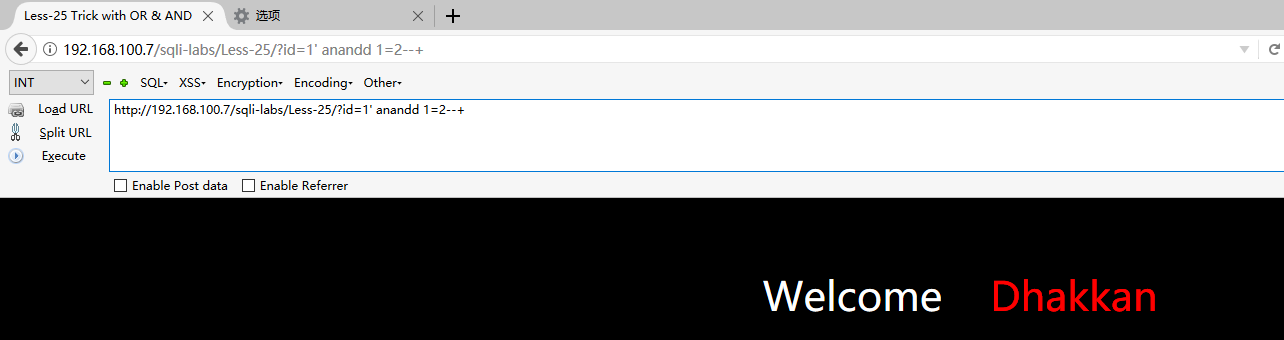 Less-25 Trick with OR & AND 选项
192.168.100.7/sqli-labs/Less-25/?id=1' anandd 1=2--+
INT SQL XSS Encryption Encoding Other
Load URL http://192.168.100.7/sqli-labs/Less-25/?id=1' anandd 1=2--+
Split URL
Execute
Enable Post data Enable Referrer
Welcome Dhakkan